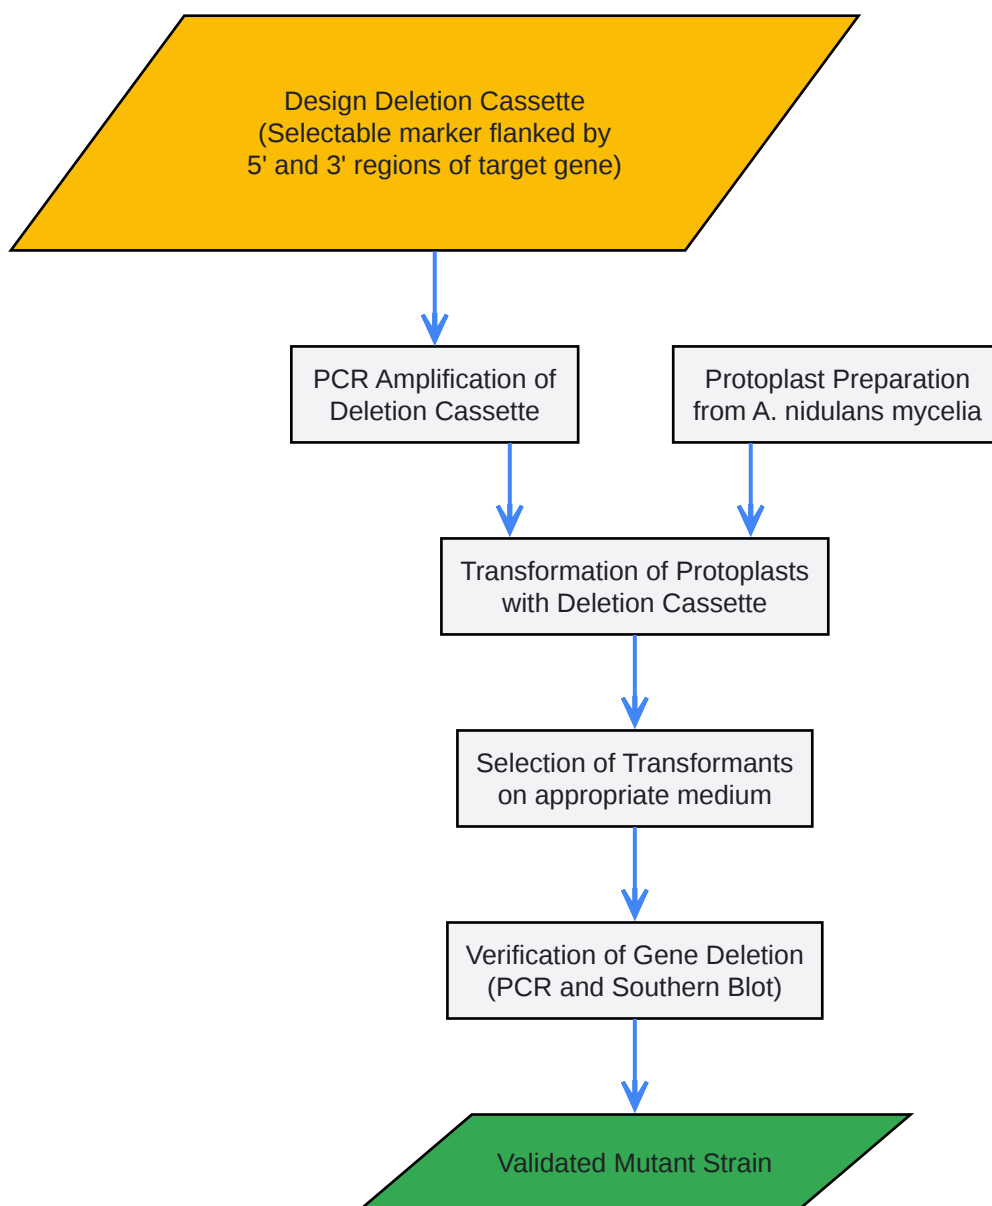 Design Deletion Cassette
(Selectable marker flanked by
5' and 3' regions of target gene)
PCR Amplification of
Deletion Cassette
Protoplast Preparation
from A. nidulans mycelia
Transformation of Protoplasts
with Deletion Cassette
Selection of Transformants
on appropriate medium
Verification of Gene Deletion
(PCR and Southern Blot)
Validated Mutant Strain